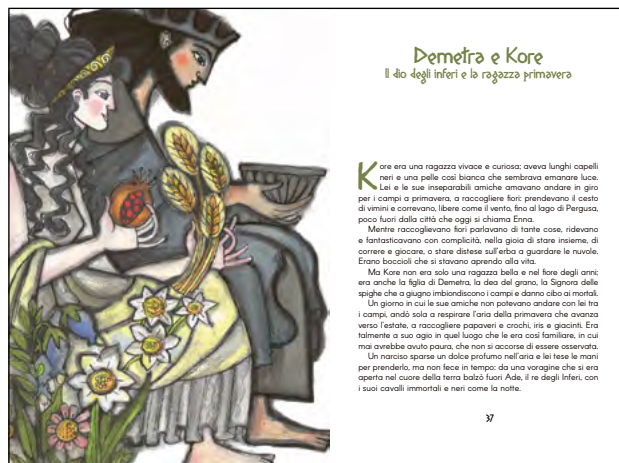 Demetra e Kore
Il dio degli inferi e la ragazza primavera
Kore era una ragazza vivace e curiosa; aveva lunghi capelli
neri e una pelle così bianca che sembrava emanare luce.
Lei e le sue inseparabili amiche amavano andare in giro
per i campi a primavera, a raccogliere fiori: prendevano il cesto
di vimini e correvano, libere come il vento, fino al lago di Pergusa,
poco fuori dalla città che oggi si chiama Enna.
Mentre raccoglievano fiori parlavano di tante cose, ridevano
e fantasticavano con complicità, nella gioia di stare insieme, di
correre e giocare, o stare distese sull'erba a guardare le nuvole.
Erano boccioli che si stavano aprendo alla vita.
Ma Kore non era solo una ragazza bella e nel fiore degli anni;
era anche la figlia di Demetra, la dea del grano, la Signora delle
spighe che a giugno imbiondiscono i campi e danno cibo ai mortali.
Un giorno in cui le sue amiche non potevano andare con lei tra
i campi, andò sola a respirare l'aria della primavera che avanza
verso l'estate, a raccogliere papaveri e crochi, iris e giacinti. Era
talmente a suo agio in quel luogo che le era così familiare, in cui
mai avrebbe avuto paura, che non si accorse di essere osservata.
Un narciso sparse un dolce profumo nell'aria e lei tese le mani
per prenderlo, ma non fece in tempo: da una voragine che si era
aperta nel cuore della terra balzò fuori Ade, il re degli Inferi, con
i suoi cavalli immortali e neri come la notte.
37